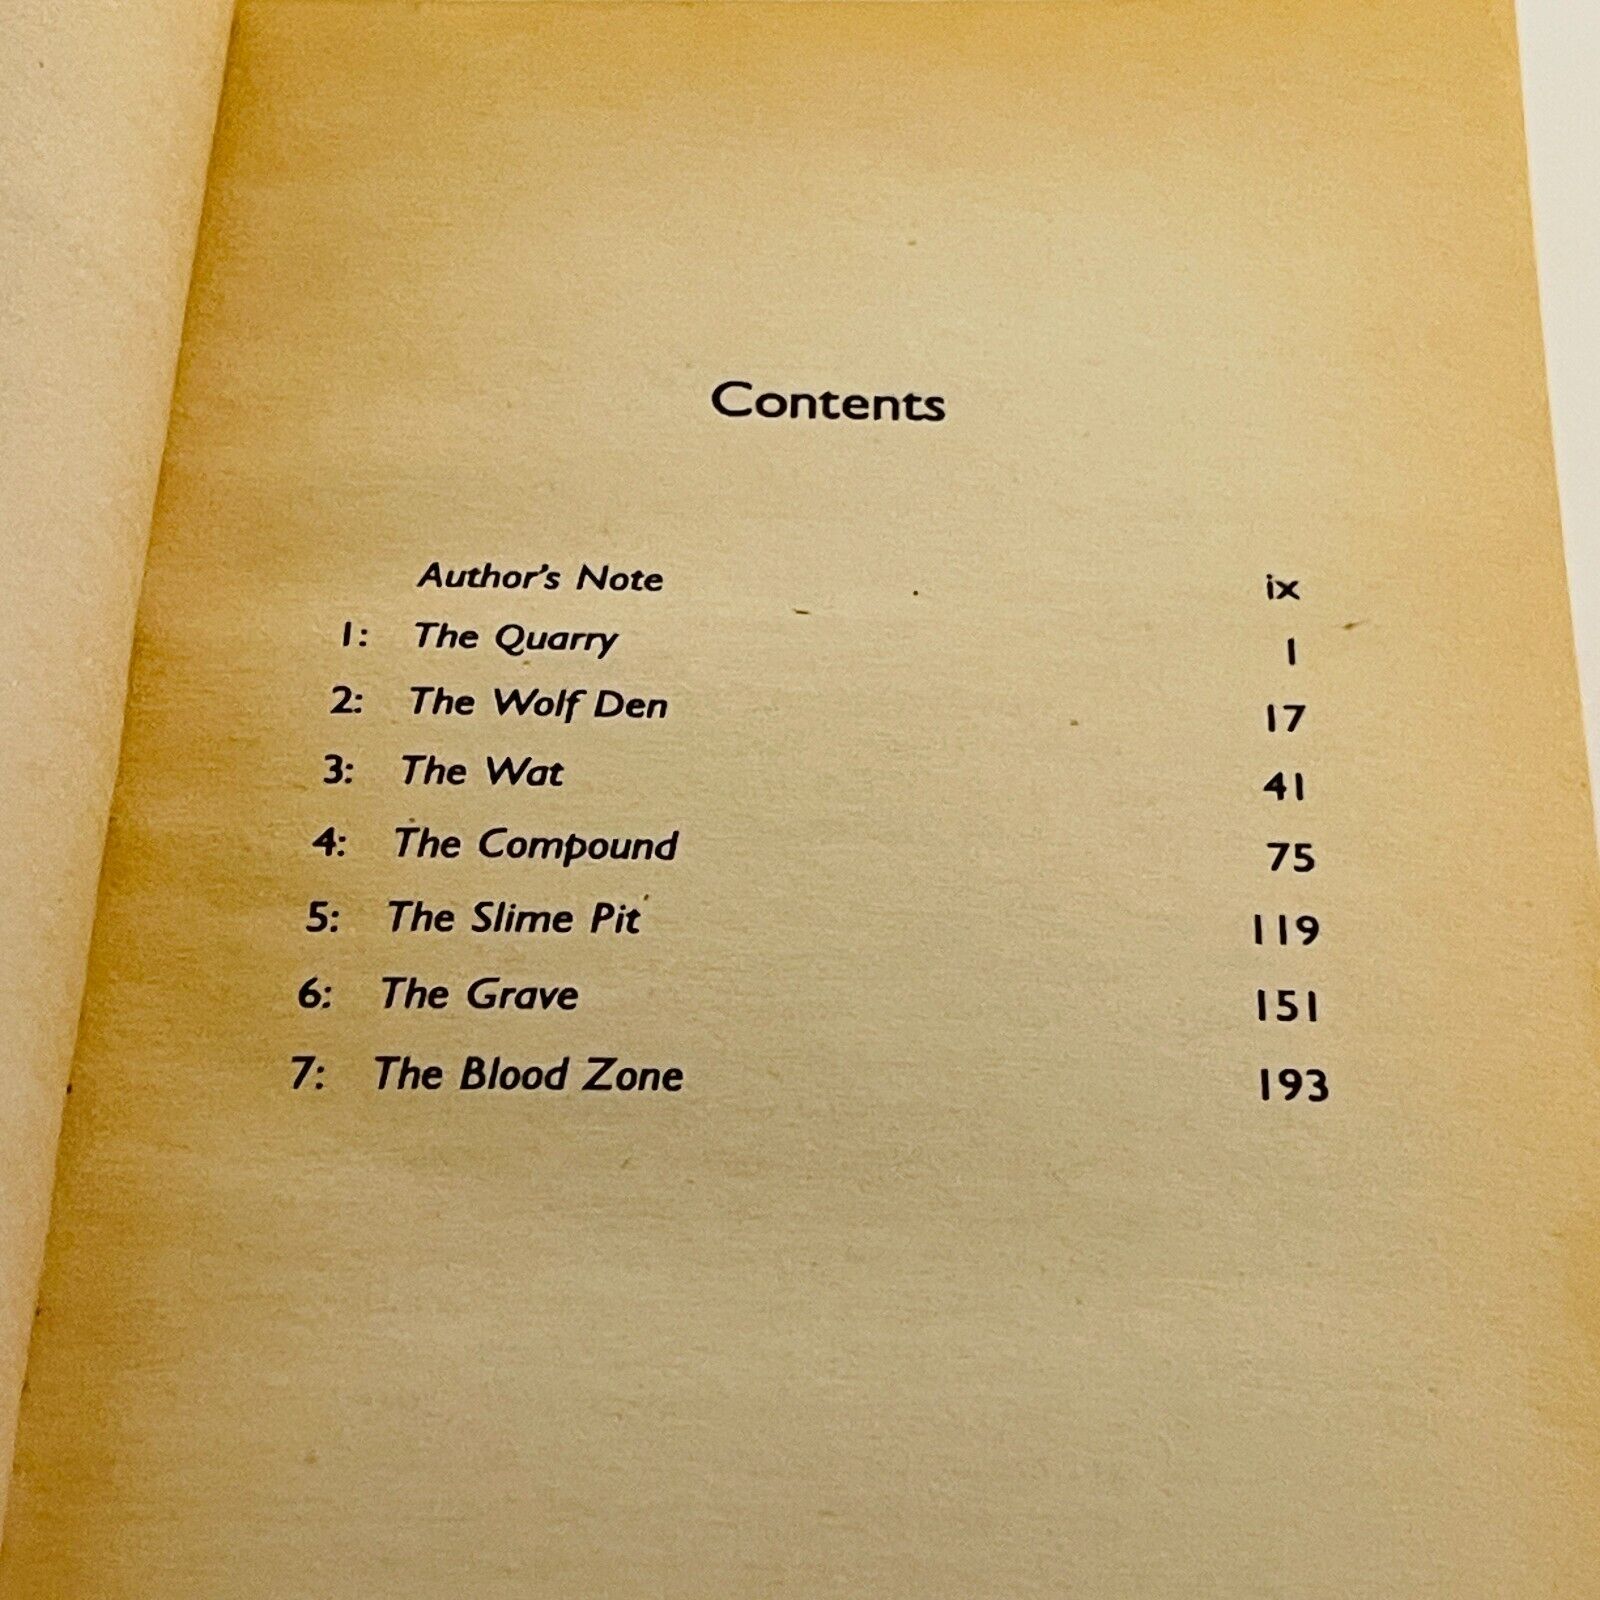 Contents
Author's Note ix
1: The Quarry 1
2: The Wolf Den 17
3: The Wat 41
4: The Compound 75
5: The Slime Pit 119
6: The Grave 151
7: The Blood Zone 193